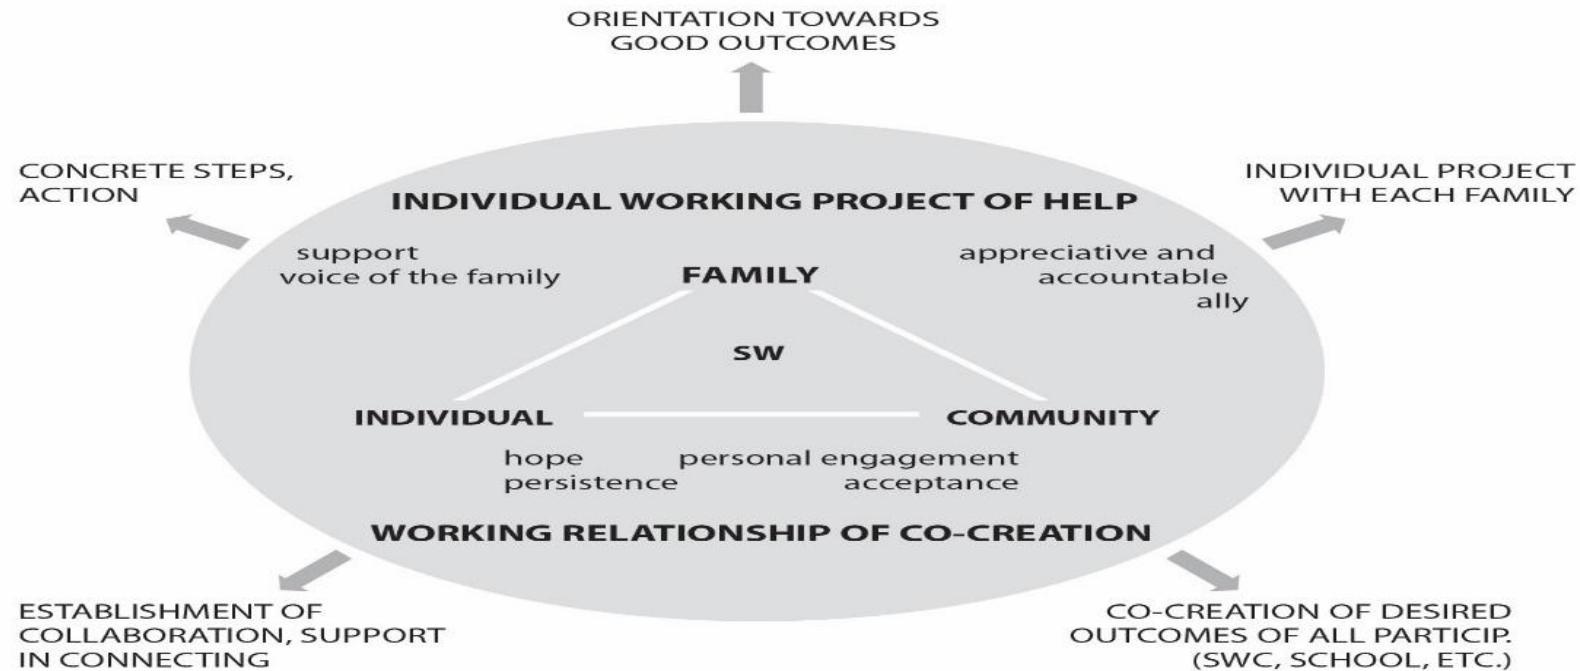 ORIENTATION TOWARDS
GOOD OUTCOMES
CONCRETE STEPS,
ACTION
INDIVIDUAL PROJECT
WITH EACH FAMILY
INDIVIDUAL WORKING PROJECT OF HELP
support
voice of the family
FAMILY
appreciative and
accountable
ally
SW
INDIVIDUAL
COMMUNITY
hope
persistence
personal engagement
acceptance
WORKING RELATIONSHIP OF CO-CREATION
ESTABLISHMENT OF
COLLABORATION, SUPPORT
IN CONNECTING
CO-CREATION OF DESIRED
OUTCOMES OF ALL PARTICIP.
(SWC, SCHOOL, ETC.)